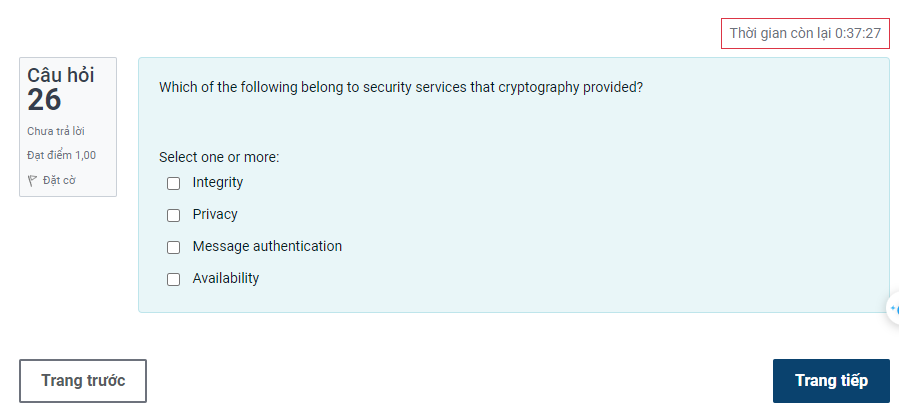 Thời gian còn lại 0:37:27
Câu hỏi
26
Chưa trả lời
Đạt điểm 1,00
Đặt cờ
Which of the following belong to security services that cryptography provided?
Select one or more:
Integrity
Privacy
Message authentication
Availability
Trang trước
Trang tiếp